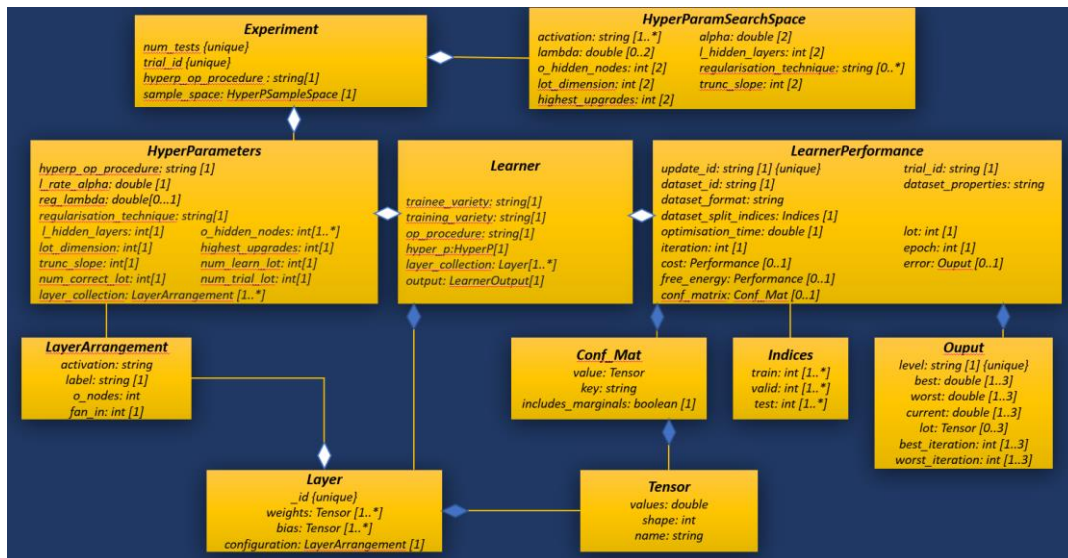 Experiment
num_tests {unique}
trial_id {unique}
hyperp_op_procedure : string[1]
sample_space: HyperPSampleSpace [1]
HyperParamSearchSpace
activation: string [1..*] alpha: double [2]
lambda: double [0..2] l_hidden_layers: int [2]
o_hidden_nodes: int [2] regularisation_technique: string [0..*]
lot_dimension: int [2] trunc_slope: int [2]
highest_upgrades: int [2]
HyperParameters
hyperp_op_procedure: string [1]
l_rate_alpha: double [1]
reg_lambda: double[0...1]
regularisation_technique: string[1]
l_hidden_layers: int[1] o_hidden_nodes: int[1..*]
lot_dimension: int[1] highest_upgrades: int[1]
trunc_slope: int[1] num_learn_lot: int[1]
num_correct_lot: int[1] num_trial_lot: int[1]
layer_collection: LayerArrangement [1..*]
Learner
trainee_variety: string[1]
training_variety: string[1]
op_procedure: string[1]
hyper_p:HyperP[1]
layer_collection: Layer[1..*]
output: LearnerOutput[1]
LearnerPerformance
update_id: string [1] {unique} trial_id: string [1]
dataset_id: string [1] dataset_properties: string
dataset_format: string
dataset_split_indices: Indices [1]
optimisation_time: double [1] lot: int [1]
iteration: int [1] epoch: int [1]
cost: Performance [0..1] error: Ouput [0..1]
free_energy: Performance [0..1]
conf_matrix: Conf_Mat [0..1]
LayerArrangement
activation: string
label: string [1]
o_nodes: int
fan_in: int [1]
Conf_Mat
value: Tensor
key: string
includes_marginals: boolean [1]
Indices
train: int [1..*]
valid: int [1..*]
test: int [1..*]
Ouput
level: string [1] {unique}
best: double [1..3]
worst: double [1..3]
current: double [1..3]
lot: Tensor [0..3]
best_iteration: int [1..3]
worst_iteration: int [1..3]
Layer
_id {unique}
weights: Tensor [1..*]
bias: Tensor [1..*]
configuration: LayerArrangement [1]
Tensor
values: double
shape: int
name: string